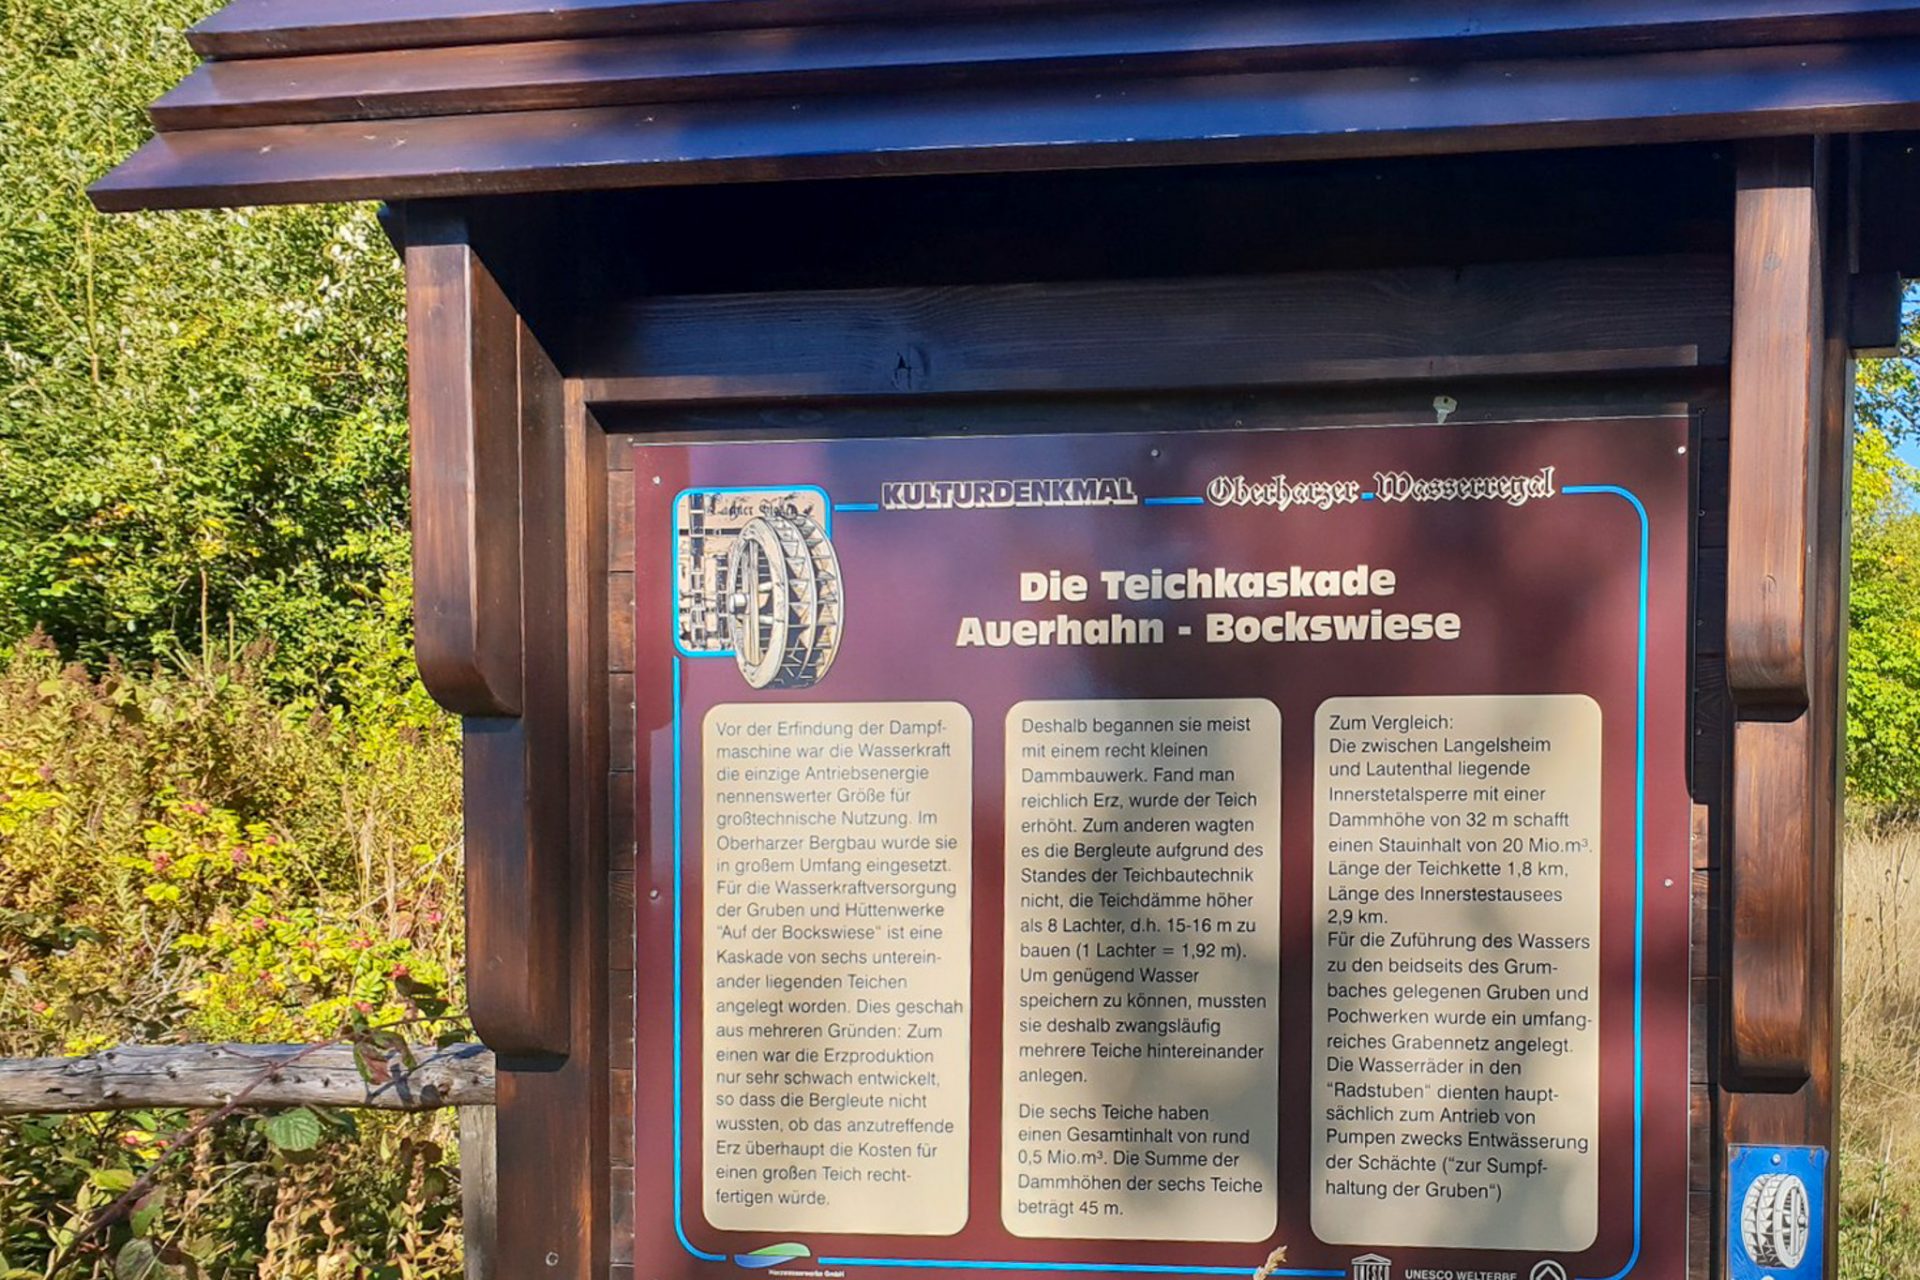 KULTURDENKMAL Oberharzer Wasserregal
Die Teichkaskade
Auerhahn - Bockswiese
Vor der Erfindung der Dampf-
maschine war die Wasserkraft
die einzige Antriebsenergie
nennenswerter Größe für
großtechnische Nutzung. Im
Oberharzer Bergbau wurde sie
in großem Umfang eingesetzt.
Für die Wasserkraftversorgung
der Gruben und Hüttenwerke
"Auf der Bockswiese" ist eine
Kaskade von sechs unterein-
ander liegenden Teichen
angelegt worden. Dies geschah
aus mehreren Gründen: Zum
einen war die Erzproduktion
nur sehr schwach entwickelt,
so dass die Bergleute nicht
wussten, ob das anzutreffende
Erz überhaupt die Kosten für
einen großen Teich recht-
fertigen würde.
Deshalb begannen sie meist
mit einem recht kleinen
Dammbauwerk. Fand man
reichlich Erz, wurde der Teich
erhöht. Zum anderen wagten
es die Bergleute aufgrund des
Standes der Teichbautechnik
nicht, die Teichdämme höher
als 8 Lachter, d.h. 15-16 m zu
bauen (1 Lachter = 1,92 m).
Um genügend Wasser
speichern zu können, mussten
sie deshalb zwangsläufig
mehrere Teiche hintereinander
anlegen.
Die sechs Teiche haben
einen Gesamtinhalt von rund
0,5 Mio.m³. Die Summe der
Dammhöhen der sechs Teiche
beträgt 45 m.
Zum Vergleich:
Die zwischen Langelsheim
und Lautenthal liegende
Innerstetalsperre mit einer
Dammhöhe von 32 m schafft
einen Stauinhalt von 20 Mio.m³.
Länge der Teichkette 1,8 km,
Länge des Innerstestausees
2,9 km.
Für die Zuführung des Wassers
zu den beidseits des Grum-
baches gelegenen Gruben und
Pochwerken wurde ein umfang-
reiches Grabennetz angelegt.
Die Wasserräder in den
"Radstuben" dienten haupt-
sächlich zum Antrieb von
Pumpen zwecks Entwässerung
der Schächte ("zur Sumpf-
haltung der Gruben")
Harzwasserwerke GmbH
UNESCO
UNESCO WELTERBE